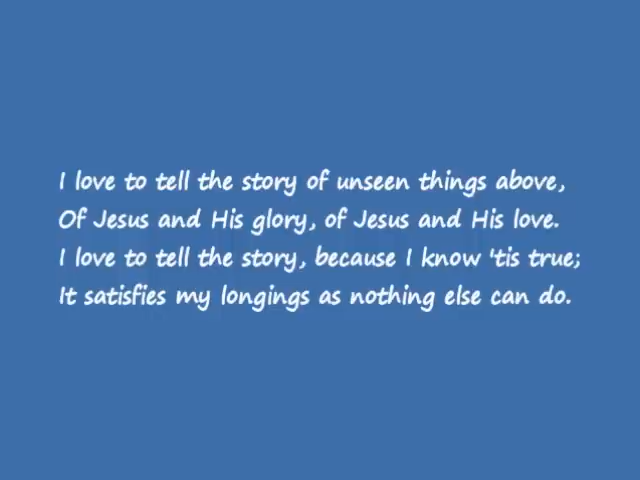 I love to tell the story of unseen things above,
Of Jesus and His glory, of Jesus and His love.
I love to tell the story, because I know 'tis true;
It satisfies my longings as nothing else can do.